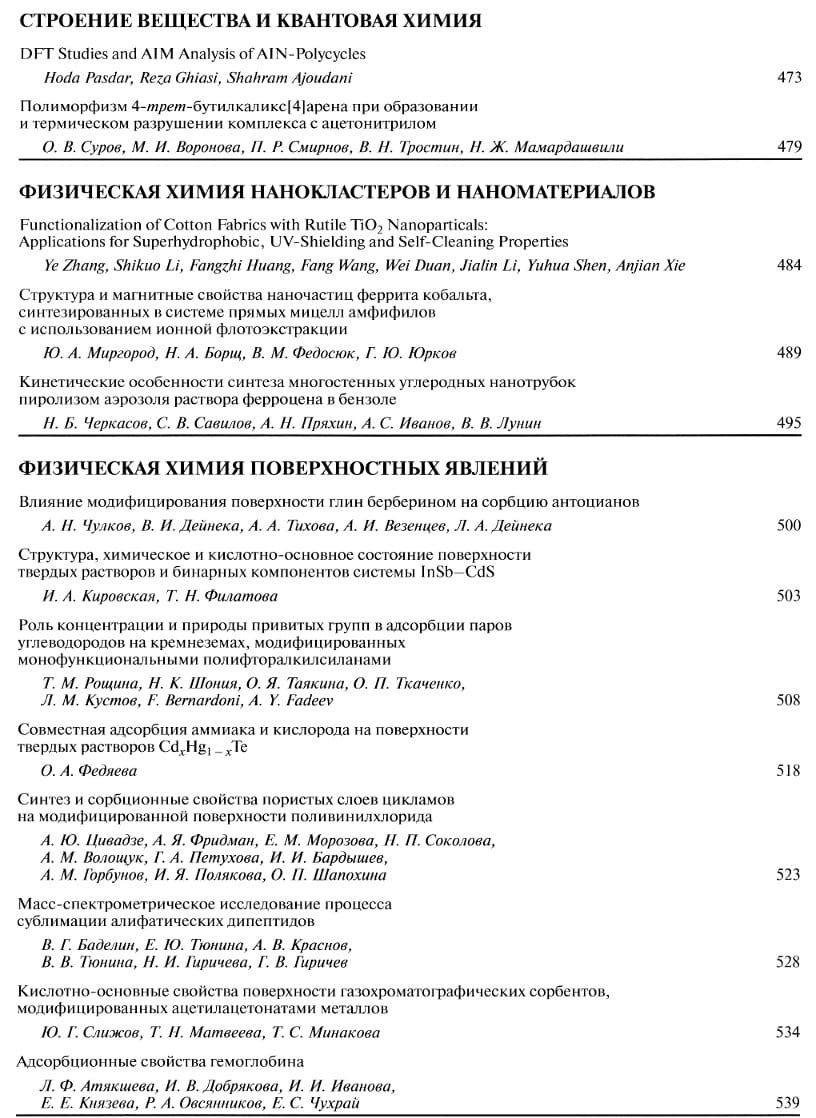 СТРОЕНИЕ ВЕЩЕСТВА И КВАНТОВАЯ ХИМИЯ
DFT Studies and AIM Analysis of AlN-Polycycles
Hoda Pasdar, Reza Ghiasi, Shahram Ajoudani 473
Полиморфизм 4-трет-бутилкаликс[4]арена при образовании
и термическом разрушении комплекса с ацетонитрилом
О. В. Суров, М. И. Воронова, П. Р. Смирнов, В. Н. Тростин, Н. Ж. Мамардашвили 479
ФИЗИЧЕСКАЯ ХИМИЯ НАНОКЛАСТЕРОВ И НАНОМАТЕРИАЛОВ
Functionalization of Cotton Fabrics with Rutile TiO₂ Nanoparticals:
Applications for Superhydrophobic, UV-Shielding and Self-Cleaning Properties
Ye Zhang, Shikuo Li, Fangzhi Huang, Fang Wang, Wei Duan, Jialin Li, Yuhua Shen, Anjian Xie 484
Структура и магнитные свойства наночастиц феррита кобальта,
синтезированных в системе прямых мицелл амфифилов
с использованием ионной флотоэкстракции
Ю. А. Миргород, Н. А. Борщ, В. М. Федосюк, Г. Ю. Юрков 489
Кинетические особенности синтеза многостенных углеродных нанотрубок
пиролизом аэрозоля раствора ферроцена в бензоле
Н. Б. Черкасов, С. В. Савилов, А. Н. Пряхин, А. С. Иванов, В. В. Лунин 495
ФИЗИЧЕСКАЯ ХИМИЯ ПОВЕРХНОСТНЫХ ЯВЛЕНИЙ
Влияние модифицирования поверхности глин берберином на сорбцию антоцианов
А. Н. Чулков, В. И. Дейнека, А. А. Тихова, А. И. Везенцев, Л. А. Дейнека 500
Структура, химическое и кислотно-основное состояние поверхности
твердых растворов и бинарных компонентов системы InSb–CdS
И. А. Кировская, Т. Н. Филатова 503
Роль концентрации и природы привитых групп в адсорбции паров
углеводородов на кремнеземах, модифицированных
монофункциональными полифторалкилсиланами
Т. М. Рощина, Н. К. Шония, О. Я. Таякина, О. П. Ткаченко,
Л. М. Кустов, F. Bernardoni, A. Y. Fadeev 508
Совместная адсорбция аммиака и кислорода на поверхности
твердых растворов CdₓHg₁₋ₓTe
О. А. Федяева 518
Синтез и сорбционные свойства пористых слоев цикламов
на модифицированной поверхности поливинилхлорида
А. Ю. Цивадзе, А. Я. Фридман, Е. М. Морозова, Н. П. Соколова,
А. М. Волощук, Г. А. Петухова, И. И. Бардышев,
А. М. Горбунов, И. Я. Полякова, О. П. Шапохина 523
Масс-спектрометрическое исследование процесса
сублимации алифатических дипептидов
В. Г. Баделин, Е. Ю. Тюнина, А. В. Краснов,
В. В. Тюнина, Н. И. Гиричева, Г. В. Гиричев 528
Кислотно-основные свойства поверхности газохроматографических сорбентов,
модифицированных ацетилацетонатами металлов
Ю. Г. Слижов, Т. Н. Матвеева, Т. С. Минакова 534
Адсорбционные свойства гемоглобина
Л. Ф. Атякшева, И. В. Добрякова, И. И. Иванова,
Е. Е. Князева, Р. А. Овсянников, Е. С. Чухрай 539